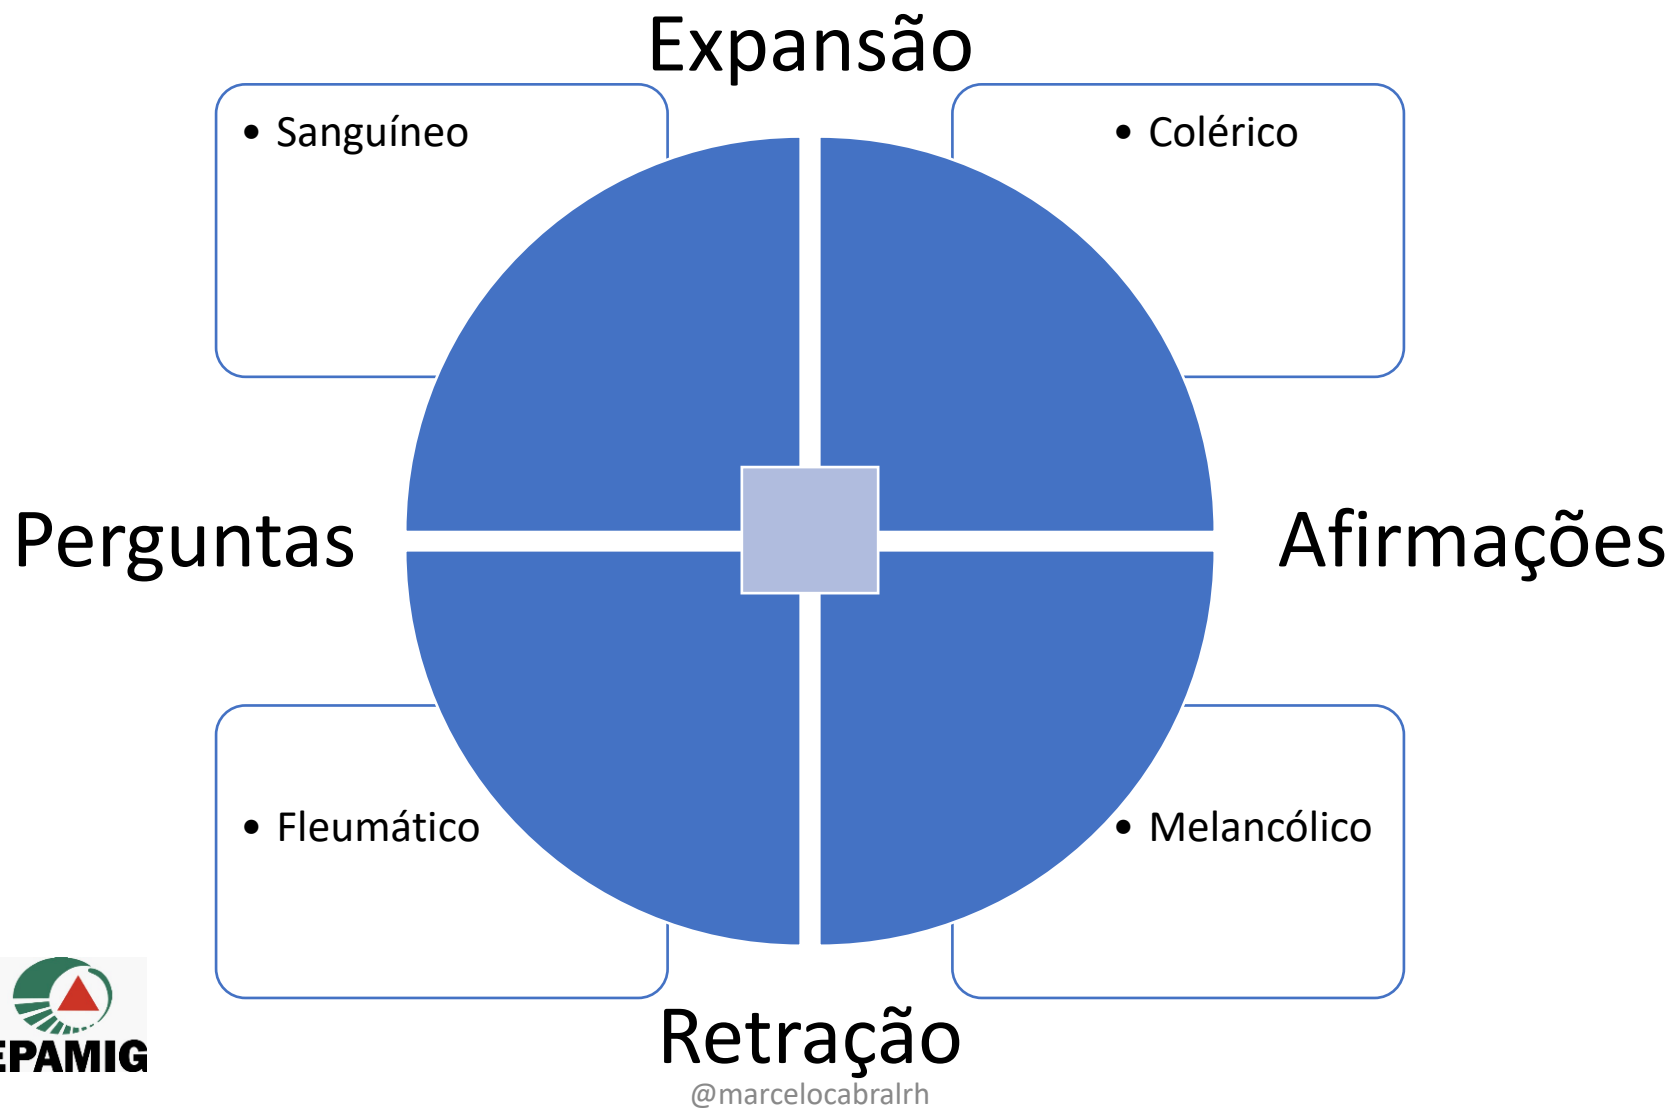 Expansão
• Sanguíneo
• Colérico
Perguntas
Afirmações
• Fleumático
• Melancólico
EPAMIG
Retração
@marcelocabralrh